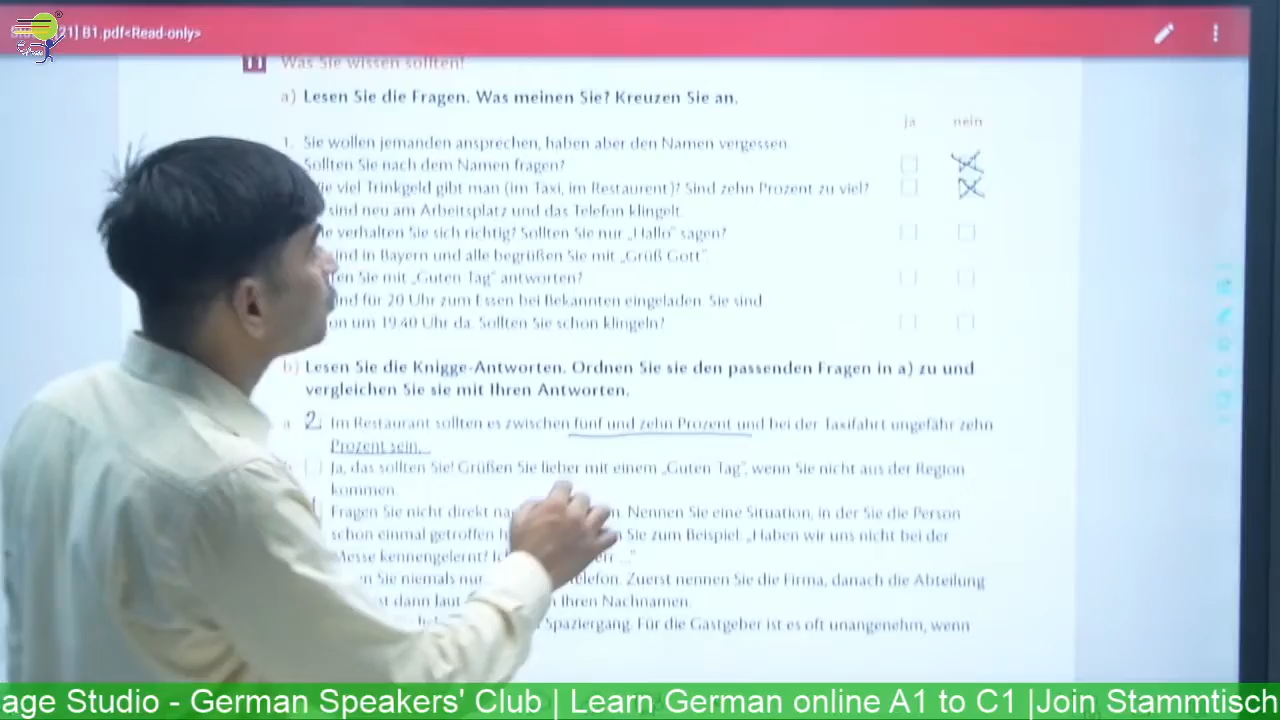 21] B1.pdf<Read-only>
11 Was Sie wissen sollten!
a) Lesen Sie die Fragen. Was meinen Sie? Kreuzen Sie an.
ja nein
1. Sie wollen jemanden ansprechen, haben aber den Namen vergessen.
Sollten Sie nach dem Namen fragen?
viel Trinkgeld gibt man (im Taxi, im Restaurent)? Sind zehn Prozent zu viel?
sind neu am Arbeitsplatz und das Telefon klingelt.
verhalten Sie sich richtig? Sollten Sie nur „Hallo" sagen?
in Bayern und alle begrüßen Sie mit „Grüß Gott".
Sie mit „Guten Tag" antworten?
für 20 Uhr zum Essen bei Bekannten eingeladen. Sie sind
um 19.40 Uhr da. Sollten Sie schon klingeln?
b) Lesen Sie die Knigge-Antworten. Ordnen Sie sie den passenden Fragen in a) zu und
vergleichen Sie sie mit Ihren Antworten.
a 2 Im Restaurant sollten es zwischen fünf und zehn Prozent und bei der Taxifahrt ungefähr zehn
Prozent sein.
Ja, das sollten Sie! Grüßen Sie lieber mit einem „Guten Tag", wenn Sie nicht aus der Region
kommen.
Fragen Sie nicht direkt Nennen Sie eine Situation, in der Sie die Person
schon einmal getroffen Sie zum Beispiel: „Haben wir uns nicht bei der
Messe kennengelernt? ..."
Sie niemals nur Telefon. Zuerst nennen Sie die Firma, danach die Abteilung
dann laut Ihren Nachnamen.
Spaziergang. Für die Gastgeber ist es oft unangenehm, wenn
age Studio - German Speakers' Club | Learn German online A1 to C1 |Join Stammtisch